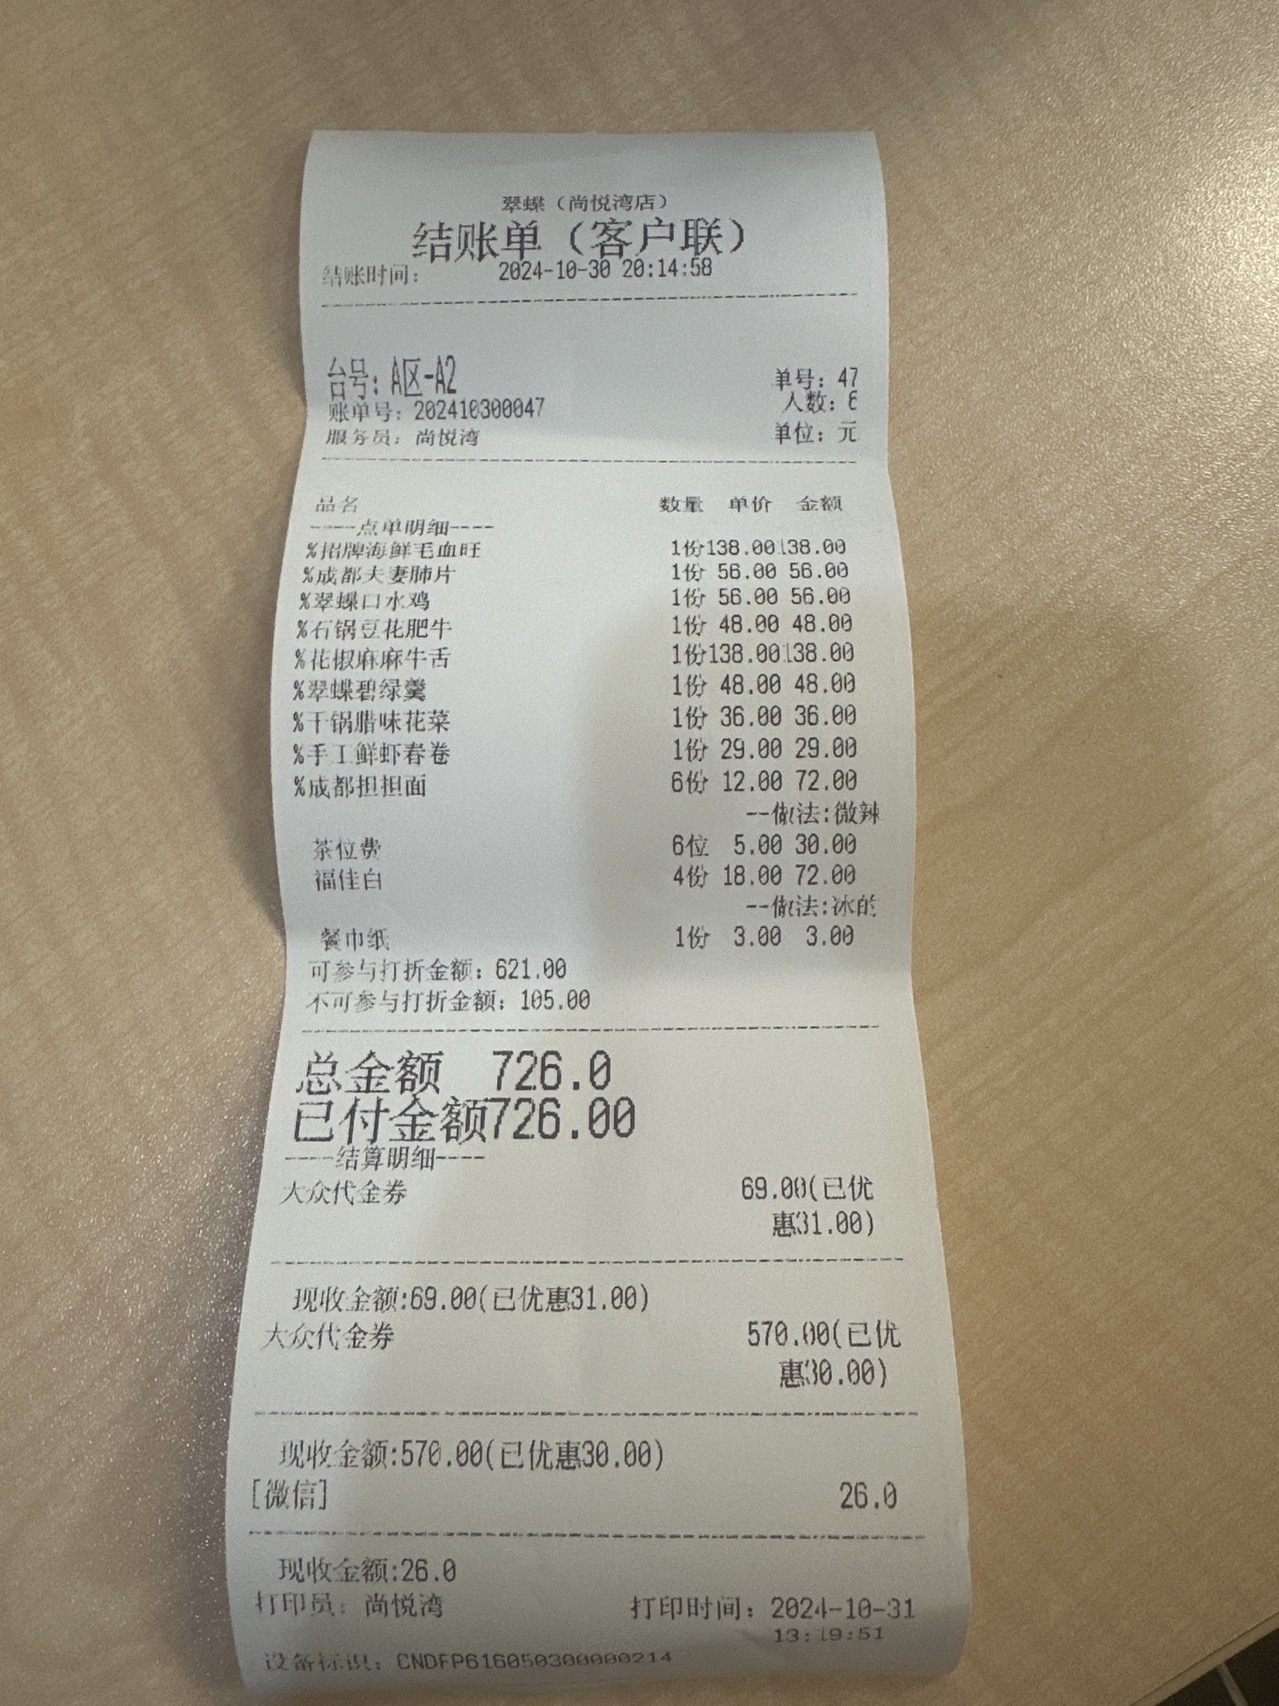 翠蝶（尚悦湾店）
结账单（客户联）
结账时间： 2024-10-30 20:14:58
台号：A区-A2 单号：47
账单号：202410300047 人数：6
服务员：尚悦湾 单位：元
品名 数量 单价 金额
----点单明细----
%招牌海鲜毛血旺 1份138.00138.00
%成都夫妻肺片 1份 56.00 56.00
%翠蝶口水鸡 1份 56.00 56.00
%石锅豆花肥牛 1份 48.00 48.00
%花椒麻麻牛舌 1份138.00138.00
%翠蝶碧绿羹 1份 48.00 48.00
%干锅腊味花菜 1份 36.00 36.00
%手工鲜虾春卷 1份 29.00 29.00
%成都担担面 6份 12.00 72.00
--做法:微辣
茶位费 6位 5.00 30.00
福佳白 4份 18.00 72.00
--做法:冰的
餐巾纸 1份 3.00 3.00
可参与打折金额：621.00
不可参与打折金额：105.00
总金额 726.0
已付金额726.00
----结算明细----
大众代金券 69.00(已优
惠31.00)
现收金额:69.00(已优惠31.00)
大众代金券 570.00(已优
惠30.00)
现收金额:570.00(已优惠30.00)
[微信] 26.0
现收金额:26.0
打印员：尚悦湾 打印时间：2024-10-31
13:19:51
设备标识：CNDFP616050300000214